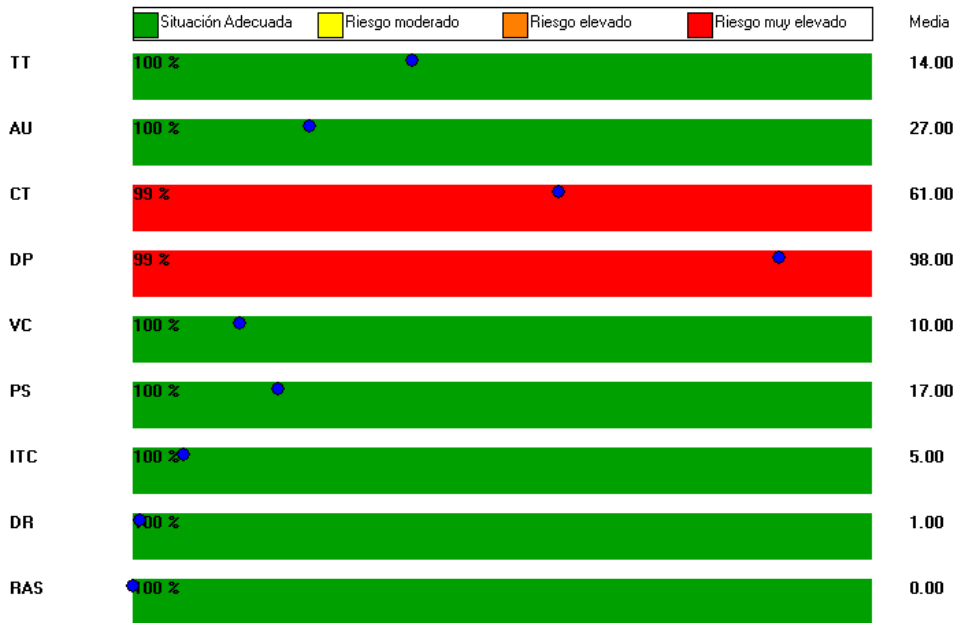 Situación Adecuada Riesgo moderado Riesgo elevado Riesgo muy elevado Media
TT 100 % 14.00
AU 100 % 27.00
CT 99 % 61.00
DP 99 % 98.00
VC 100 % 10.00
PS 100 % 17.00
ITC 100 % 5.00
DR 100 % 1.00
RAS 100 % 0.00